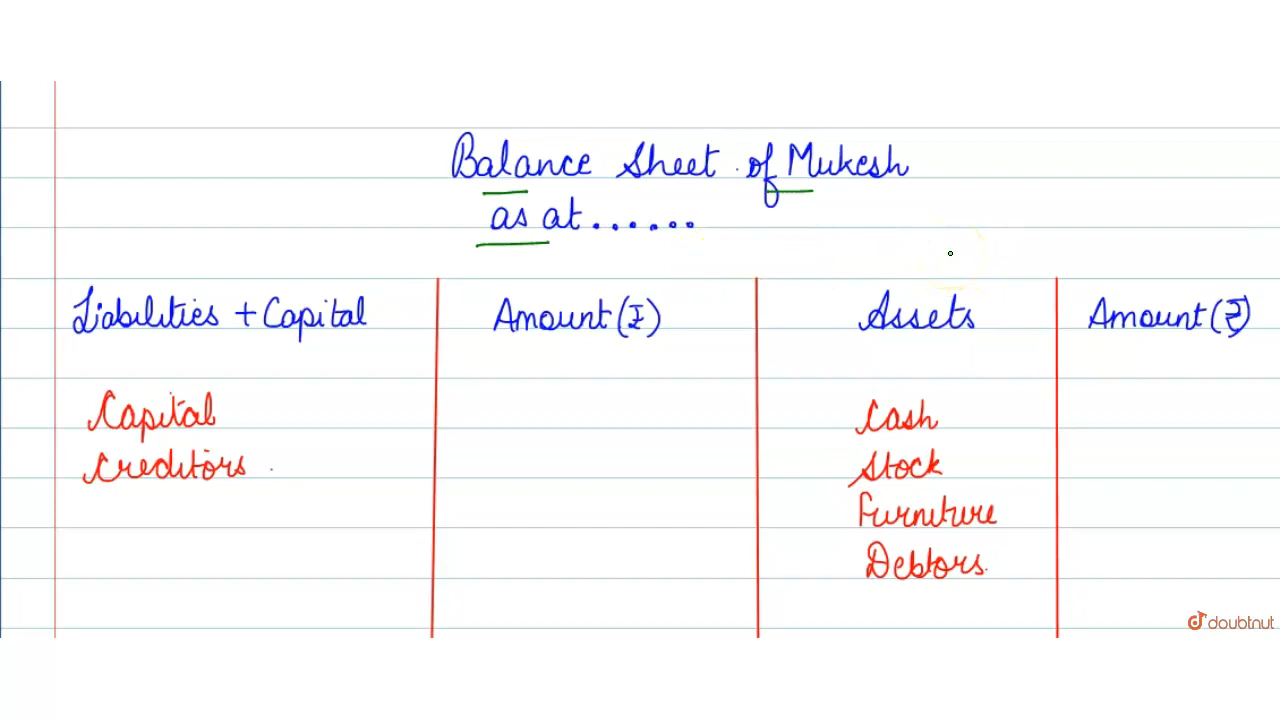 Balance Sheet of Mukesh
as at......
Liabilities + Capital Amount (₹) Assets Amount (₹)
Capital Cash
Creditors Stock
Furniture
Debtors
doubtnut